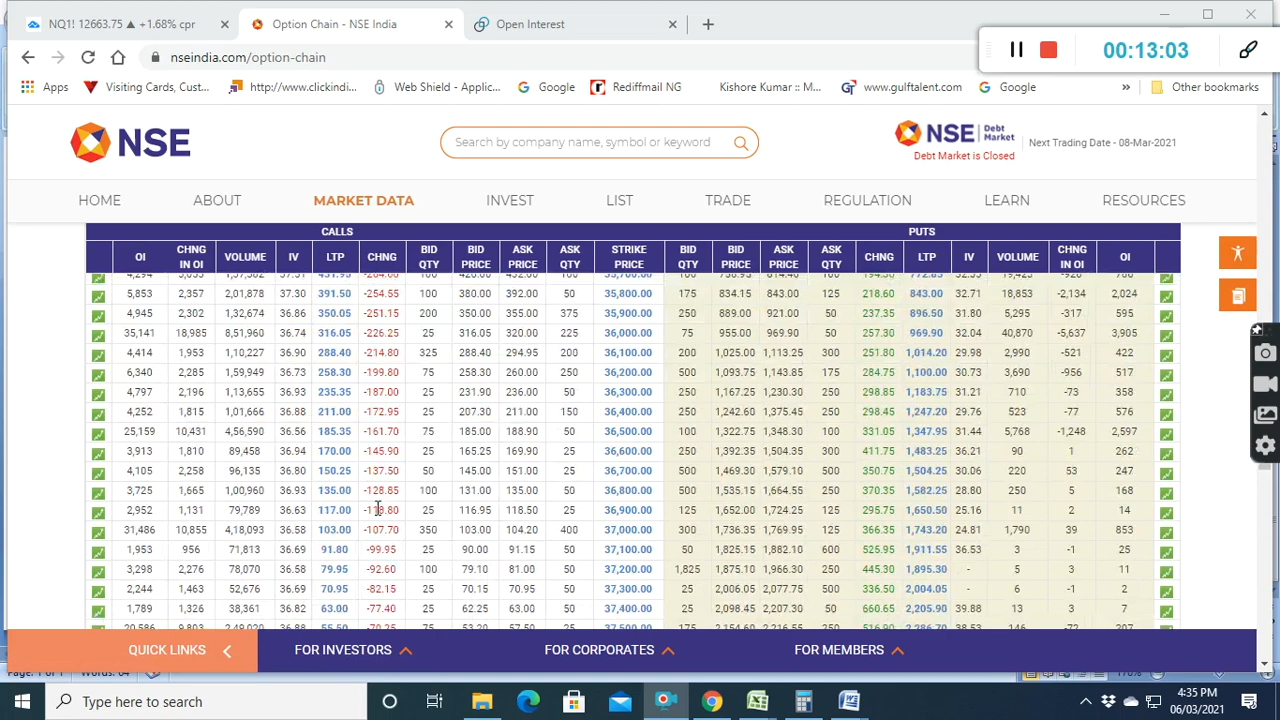 NQ1! 12663.75 ▲ +1.68% cpr
Option Chain - NSE India
Open Interest
00:13:03
nseindia.com/option-chain
Apps Visiting Cards, Cust... http://www.clickindi... Web Shield - Applic... Google Rediffmail NG Kishore Kumar :: M... www.gulftalent.com Google » Other bookmarks
NSE
Search by company name, symbol or keyword
NSE Debt Market
Debt Market is Closed
Next Trading Date - 08-Mar-2021
HOME ABOUT MARKET DATA INVEST LIST TRADE REGULATION LEARN RESOURCES
CALLS PUTS
OI CHNG IN OI VOLUME IV LTP CHNG BID QTY BID PRICE ASK PRICE ASK QTY STRIKE PRICE BID QTY BID PRICE ASK PRICE ASK QTY CHNG LTP IV VOLUME CHNG IN OI OI
5,853 2,357 2,01,878 37.30 391.50 -254.55 100 380.00 392.00 50 35,800.00 175 834.15 843.00 125 218.60 843.00 32.71 18,853 -2,134 2,024
4,945 2,302 1,32,674 36.86 350.05 -251.15 200 350.00 355.00 375 35,900.00 250 889.00 921.00 50 237.35 896.50 31.80 5,295 -317 595
35,141 18,985 8,51,960 36.74 316.05 -226.25 25 316.05 320.00 225 36,000.00 75 955.00 969.90 50 257.30 969.90 32.04 40,870 -5,637 3,905
4,414 1,953 1,10,227 36.90 288.40 -214.80 325 288.40 294.95 200 36,100.00 200 1,025.00 1,113.25 300 251.80 1,014.20 29.98 2,990 -521 422
6,340 2,285 1,59,949 36.73 258.30 -199.80 75 258.30 260.00 250 36,200.00 500 1,093.75 1,143.85 175 284.75 1,100.00 30.73 3,690 -956 517
4,797 2,196 1,13,655 36.88 235.35 -187.00 25 231.90 236.00 50 36,300.00 250 1,167.25 1,230.30 250 298.85 1,183.75 31.21 710 -73 358
4,252 1,815 1,01,666 36.88 211.00 -172.95 25 207.30 211.00 150 36,400.00 250 1,242.60 1,375.45 250 298.45 1,247.20 29.76 523 -77 576
25,159 10,431 4,56,590 36.56 185.35 -161.70 75 185.00 188.90 50 36,500.00 100 1,322.75 1,348.30 100 331.05 1,347.95 31.44 5,768 -1,248 2,597
3,913 1,810 89,458 36.94 170.00 -145.90 25 165.25 169.90 25 36,600.00 250 1,392.35 1,504.35 300 411.75 1,483.25 36.21 90 1 262
4,105 2,258 96,135 36.80 150.25 -137.50 50 145.00 151.00 25 36,700.00 500 1,469.30 1,579.10 500 350.75 1,504.25 30.06 220 53 247
3,725 1,665 1,00,960 36.93 135.00 -128.85 100 131.00 135.00 50 36,800.00 500 1,535.15 1,664.55 250 370.35 1,582.25 28.80 250 5 168
2,952 1,131 79,789 36.63 117.00 25 116.95 118.50 25 36,900.00 125 1,652.00 1,724.25 125 295.75 1,650.50 25.16 11 2 143
31,486 10,855 4,18,093 36.58 103.00 -107.70 350 103.00 104.20 400 37,000.00 300 1,736.35 1,769.95 300 366.35 1,743.20 24.81 1,790 39 853
1,953 956 71,813 36.69 91.80 -99.95 25 90.00 91.15 50 37,100.00 50 1,825.15 1,882.10 600 525.95 1,911.55 36.53 3 -1 25
3,298 2,276 78,070 36.58 79.95 -92.60 100 79.10 81.00 50 37,200.00 1,825 1,875.10 1,966.30 250 445.30 1,895.30 - 5 3 11
2,244 1,463 52,676 36.69 70.95 -82.15 25 70.15 70.95 50 37,300.00 25 2,006.05 2,077.75 500 336.50 2,004.05 - 6 -1 2
1,789 1,326 38,361 36.82 63.00 -77.40 25 62.25 63.00 25 37,400.00 25 2,098.45 2,207.30 50 660.65 2,205.90 39.88 13 3 7
QUICK LINKS FOR INVESTORS FOR CORPORATES FOR MEMBERS
Type here to search
4:35 PM
06/03/2021